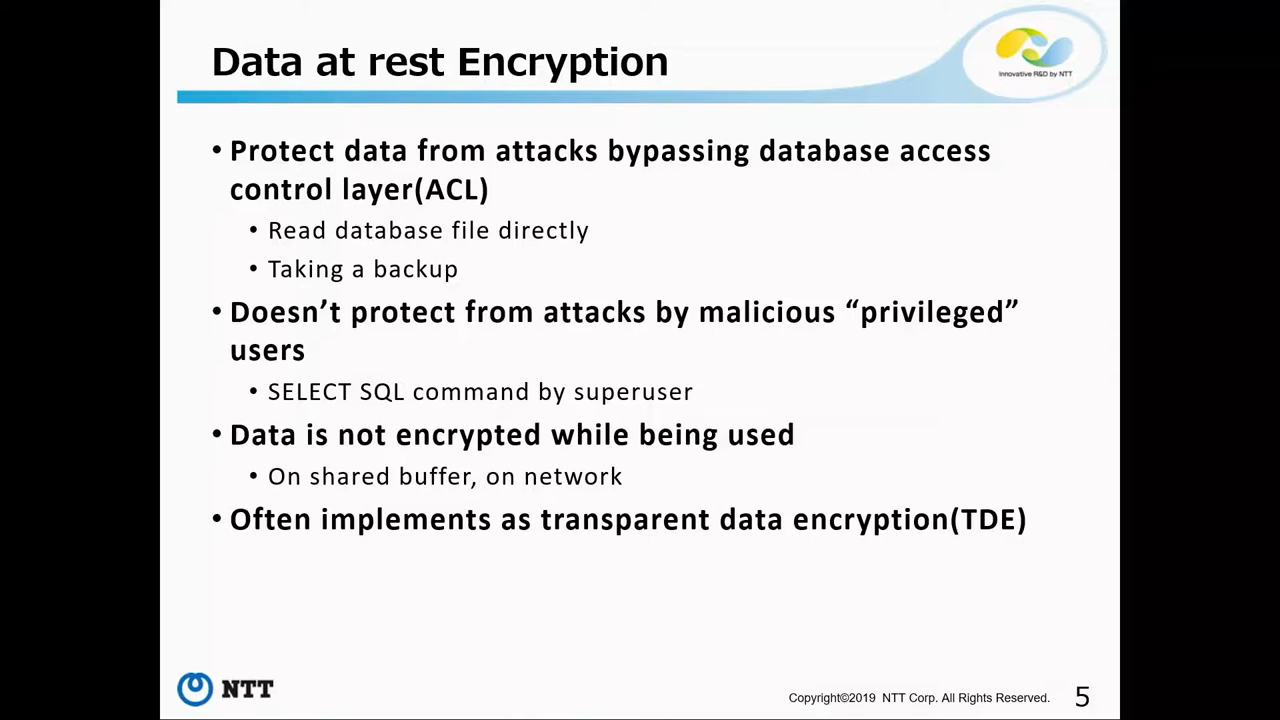 Data at rest Encryption
Innovative R&D by NTT
• Protect data from attacks bypassing database access
control layer(ACL)
• Read database file directly
• Taking a backup
• Doesn’t protect from attacks by malicious “privileged”
users
• SELECT SQL command by superuser
• Data is not encrypted while being used
• On shared buffer, on network
• Often implements as transparent data encryption(TDE)
NTT
Copyright©2019 NTT Corp. All Rights Reserved.
5